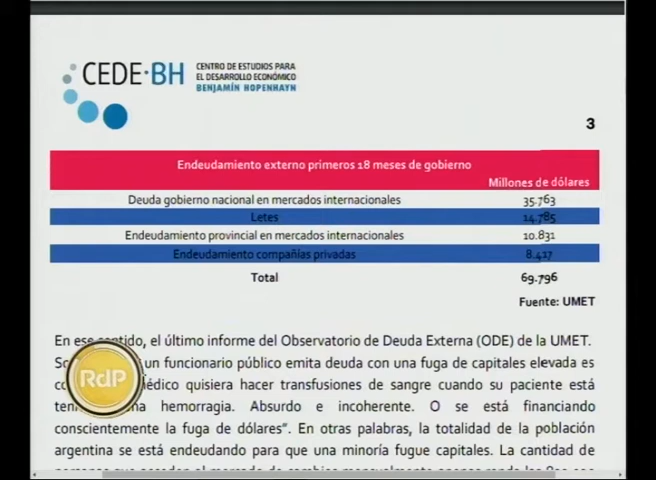 CEDE·BH
CENTRO DE ESTUDIOS PARA
EL DESARROLLO ECONÓMICO
BENJAMÍN HOPENHAYN
3
Endeudamiento externo primeros 18 meses de gobierno
Millones de dólares
Deuda gobierno nacional en mercados internacionales 35.763
Letes 14.785
Endeudamiento provincial en mercados internacionales 10.831
Endeudamiento compañías privadas 8.417
Total 69.796
Fuente: UMET
En ese sentido, el último informe del Observatorio de Deuda Externa (ODE) de la UMET.
un funcionario público emita deuda con una fuga de capitales elevada es
quisiera hacer transfusiones de sangre cuando su paciente está
hemorragia. Absurdo e incoherente. O se está financiando
conscientemente la fuga de dólares". En otras palabras, la totalidad de la población
argentina se está endeudando para que una minoría fugue capitales. La cantidad de
RdP